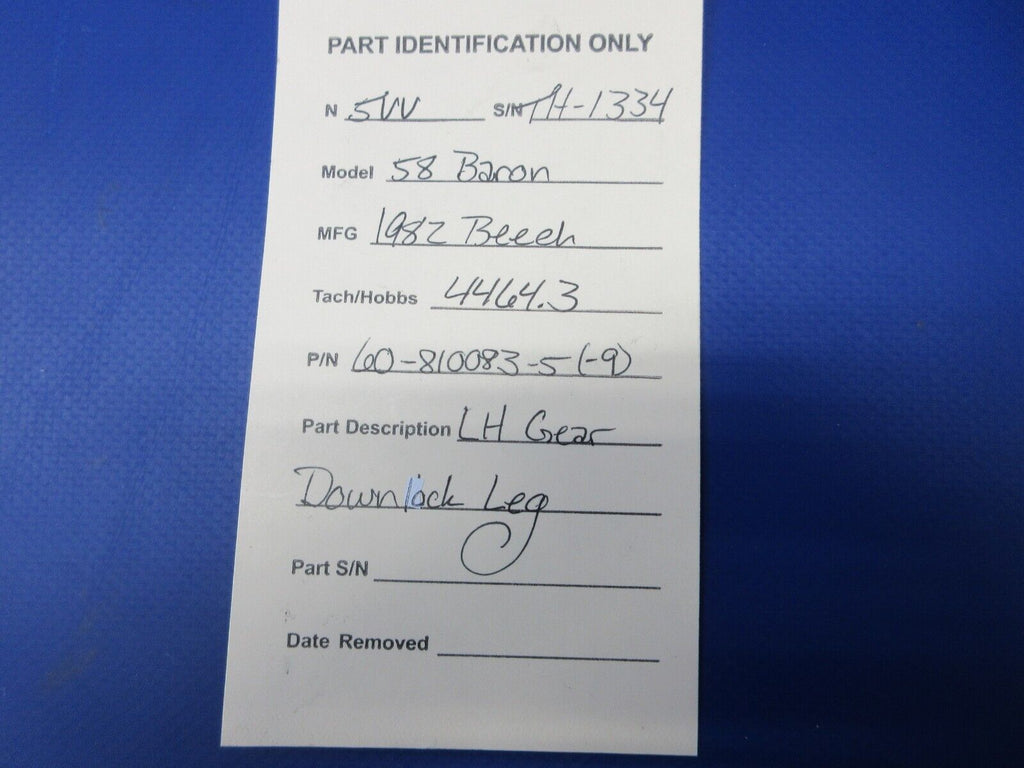 PART IDENTIFICATION ONLY
N 5VV S/N TH-1334
Model 58 Baron
MFG 1982 Beech
Tach/Hobbs 4464.3
P/N 60-810083-5 (-9)
Part Description LH Gear
Downlock Leg
Part S/N
Date Removed